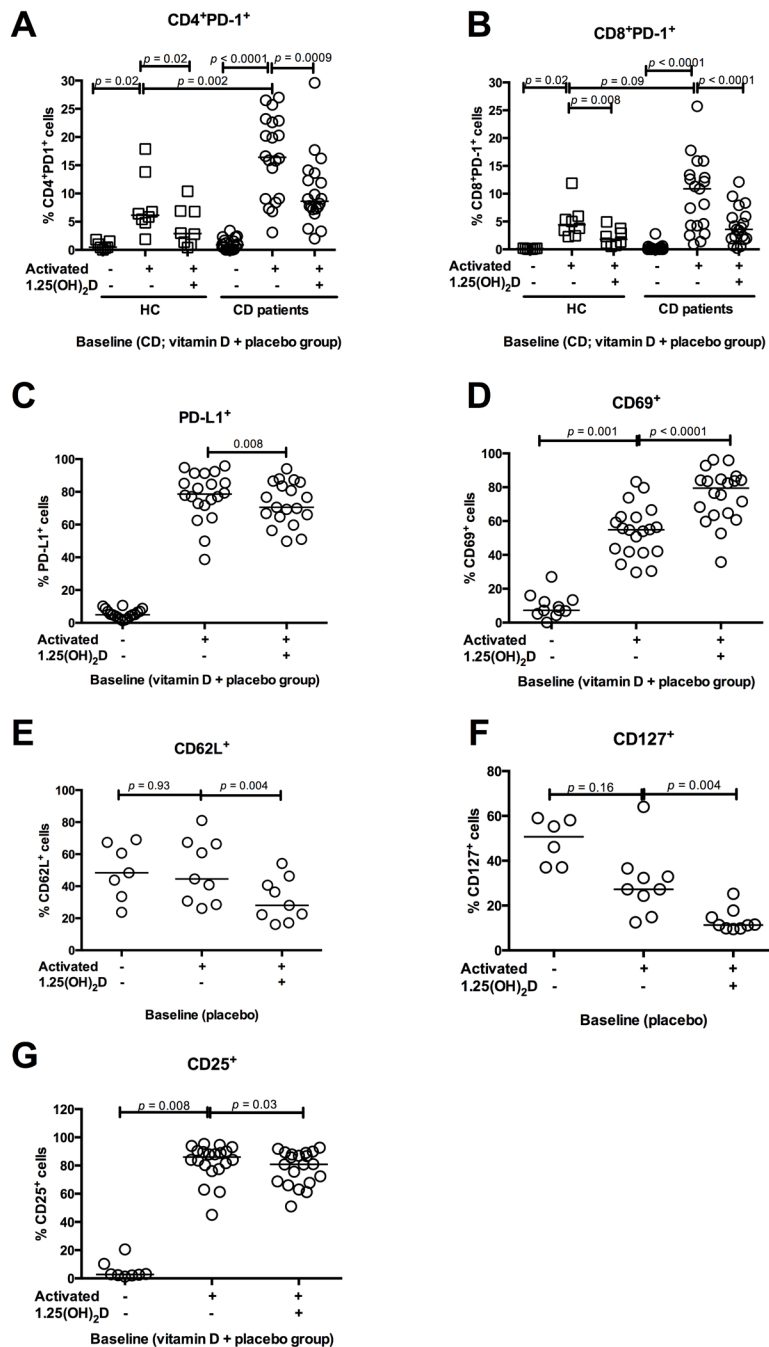 A
CD4⁺PD-1⁺
p = 0.02
p < 0.0001
p = 0.0009
p = 0.02
p = 0.002
% CD4⁺PD1⁺ cells
30
25
20
15
10
5
0
Activated - + + - + +
1.25(OH)₂D - - + - - +
HC CD patients
Baseline (CD; vitamin D + placebo group)
B
CD8⁺PD-1⁺
p < 0.0001
p = 0.02
p = 0.09
p <0.0001
p = 0.008
% CD8⁺PD-1⁺ cells
30
25
20
15
10
5
0
Activated - + + - + +
1.25(OH)₂D - - + - - +
HC CD patients
Baseline (CD; vitamin D + placebo group)
C
PD-L1⁺
0.008
% PD-L1⁺ cells
100
80
60
40
20
0
Activated - + +
1.25(OH)₂D - - +
Baseline (vitamin D + placebo group)
D
CD69⁺
p = 0.001
p < 0.0001
% CD69⁺ cells
100
80
60
40
20
0
Activated - + +
1.25(OH)₂D - - +
Baseline (vitamin D + placebo group)
E
CD62L⁺
p = 0.93
p = 0.004
% CD62L⁺ cells
100
80
60
40
20
0
Activated - + +
1.25(OH)₂D - - +
Baseline (placebo)
F
CD127⁺
p = 0.16
p = 0.004
% CD127⁺ cells
80
60
40
20
0
Activated - + +
1.25(OH)₂D - - +
Baseline (placebo)
G
CD25⁺
p = 0.008
p = 0.03
% CD25⁺ cells
120
100
80
60
40
20
0
Activated - + +
1.25(OH)₂D - - +
Baseline (vitamin D + placebo group)